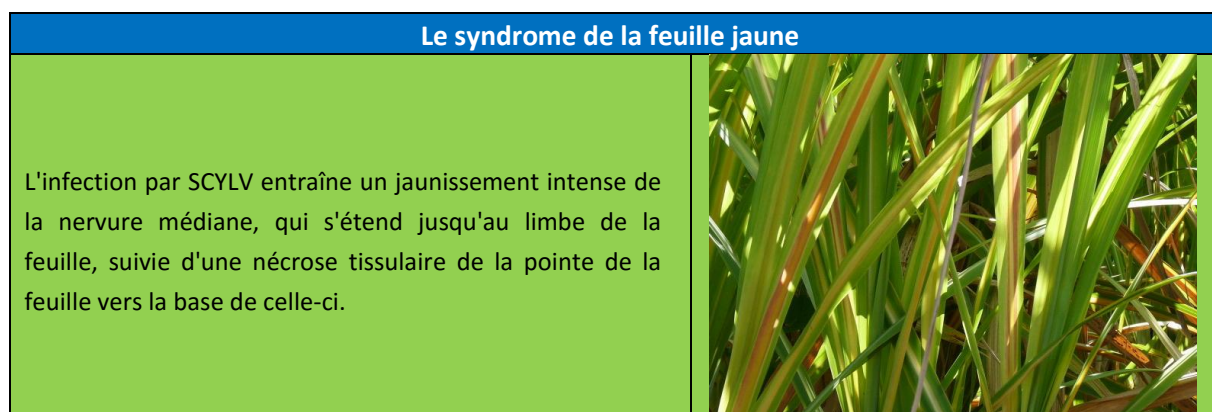 Le syndrome de la feuille jaune
L'infection par SCYLV entraîne un jaunissement intense de
la nervure médiane, qui s'étend jusqu'au limbe de la
feuille, suivie d'une nécrose tissulaire de la pointe de la
feuille vers la base de celle-ci.